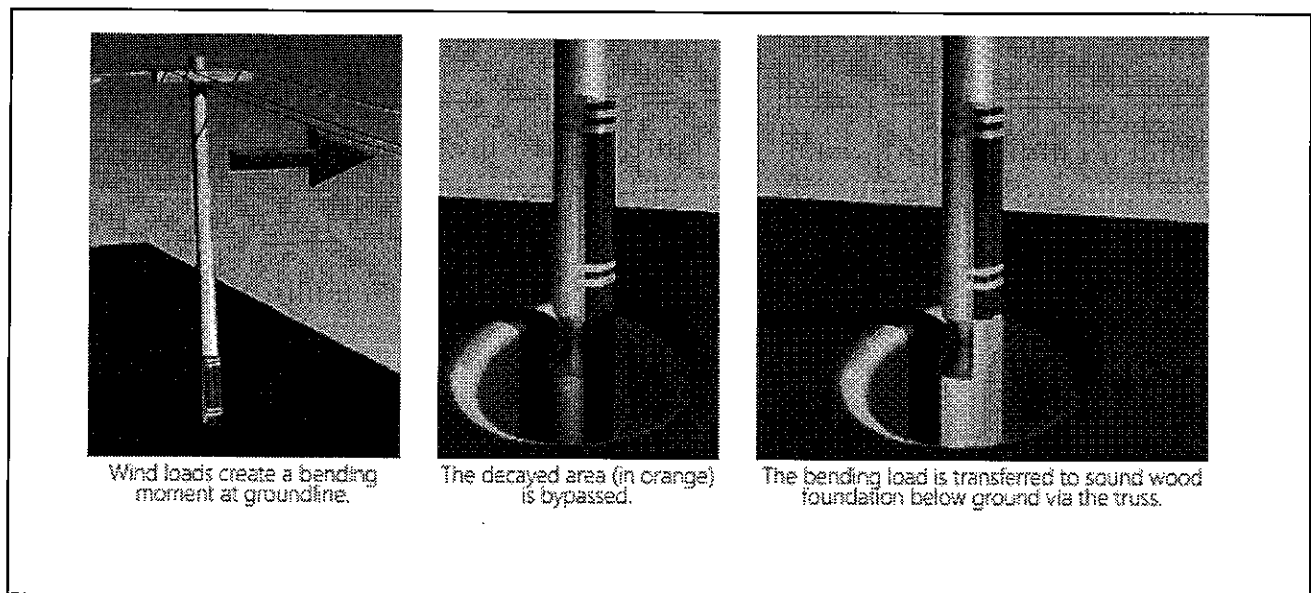 Wind loads create a bending
moment at groundline.
The decayed area (in orange)
is bypassed.
The bending load is transferred to sound wood
foundation below ground via the truss.